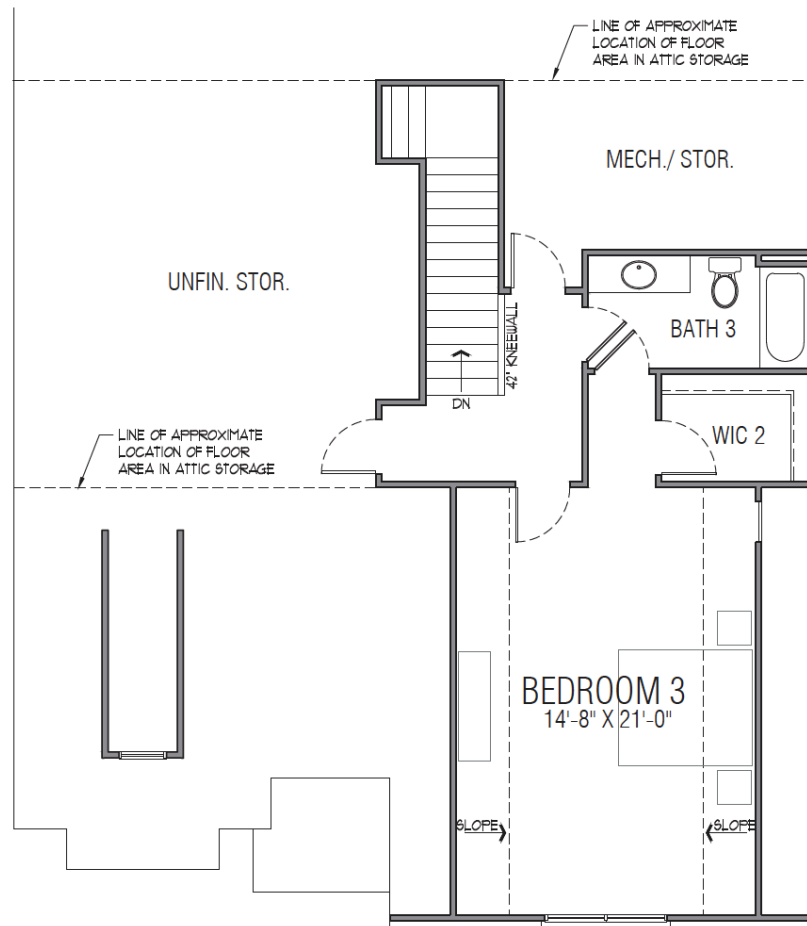 LINE OF APPROXIMATE
LOCATION OF FLOOR
AREA IN ATTIC STORAGE
MECH./ STOR.
UNFIN. STOR.
BATH 3
42" KNEEWALL
DN
WIC 2
LINE OF APPROXIMATE
LOCATION OF FLOOR
AREA IN ATTIC STORAGE
BEDROOM 3
14'-8" X 21'-0"
SLOPE
SLOPE